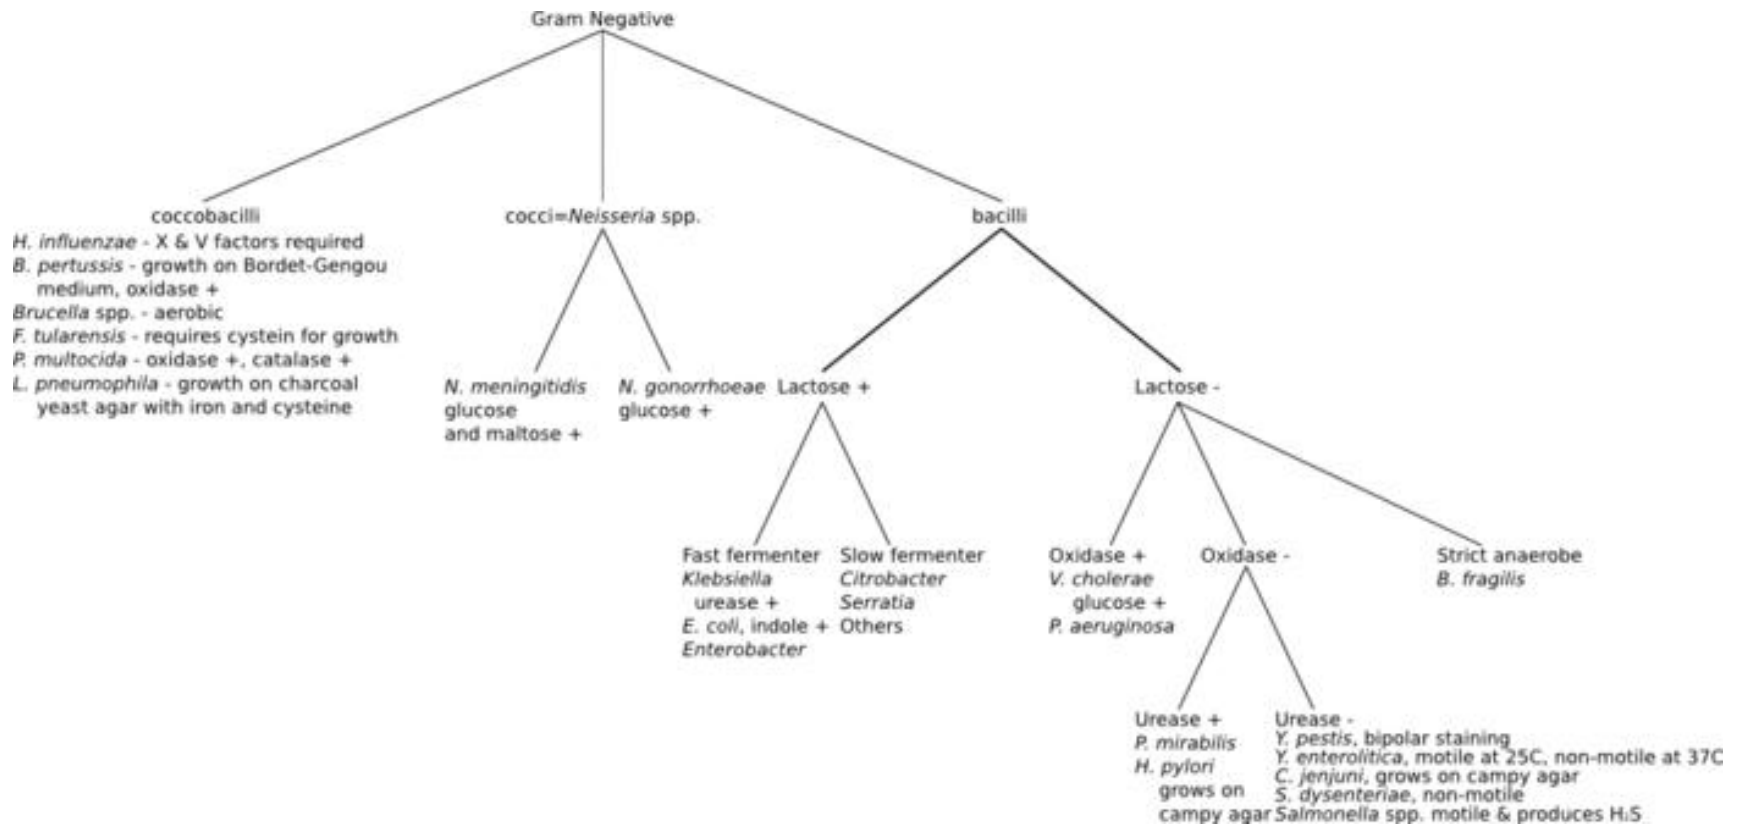 Gram Negative
coccobacilli
H. influenzae - X & V factors required
B. pertussis - growth on Bordet-Gengou
medium, oxidase +
Brucella spp. - aerobic
F. tularensis - requires cystein for growth
P. multocida - oxidase +, catalase +
L. pneumophila - growth on charcoal
yeast agar with iron and cysteine
cocci=Neisseria spp.
N. meningitidis
glucose
and maltose +
N. gonorrhoeae
glucose +
bacilli
Lactose +
Fast fermenter
Klebsiella
urease +
E. coli, indole +
Enterobacter
Slow fermenter
Citrobacter
Serratia
Others
Lactose -
Oxidase +
V. cholerae
glucose +
P. aeruginosa
Oxidase -
Urease +
P. mirabilis
H. pylori
grows on
campy agar
Urease -
Y. pestis, bipolar staining
Y. enterolitica, motile at 25C, non-motile at 37C
C. jenjuni, grows on campy agar
S. dysenteriae, non-motile
Salmonella spp. motile & produces H₂S
Strict anaerobe
B. fragilis